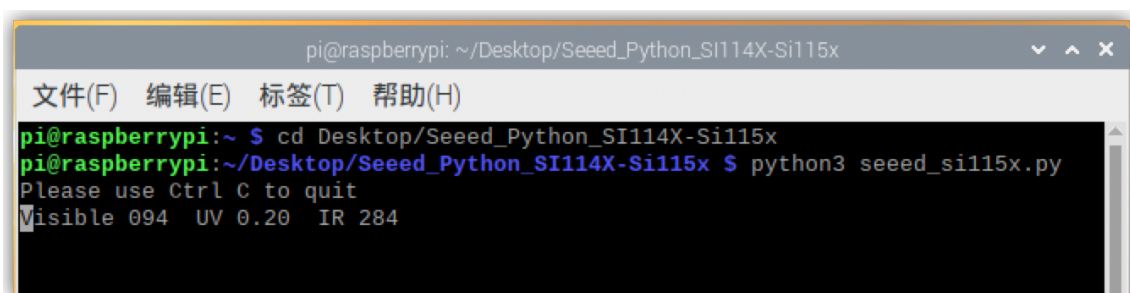 pi@raspberrypi: ~/Desktop/Seeed_Python_SI114X-Si115x
文件(F) 编辑(E) 标签(T) 帮助(H)
pi@raspberrypi:~ $ cd Desktop/Seeed_Python_SI114X-Si115x
pi@raspberrypi:~/Desktop/Seeed_Python_SI114X-Si115x $ python3 seeed_si115x.py
Please use Ctrl C to quit
Visible 094  UV 0.20  IR 284